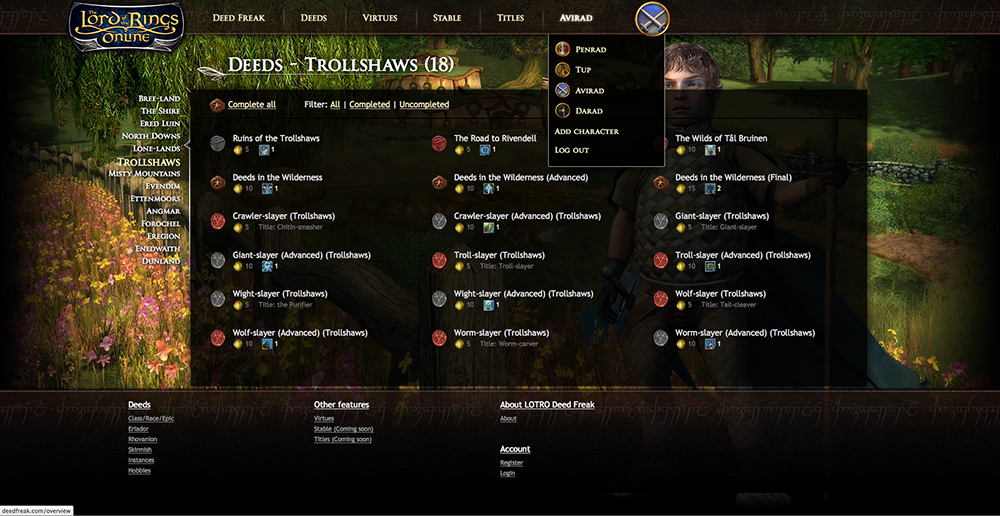 The
Lord of the Rings
Online
Deed Freak
Deeds
Virtues
Stable
Titles
Avirad
Penrad
Tup
Avirad
Darad
Add character
Log out
Deeds - Trollshaws (18)
Bree-land
The Shire
Ered Luin
North Downs
Lone-lands
Trollshaws
Misty Mountains
Evendim
Ettenmoors
Angmar
Forochel
Eregion
Enedwaith
Dunland
Complete all
Filter: All | Completed | Uncompleted
Ruins of the Trollshaws
5 1
The Road to Rivendell
5 1
The Wilds of Tâl Bruinen
10 1
Deeds in the Wilderness
10 1
Deeds in the Wilderness (Advanced)
10 1
Deeds in the Wilderness (Final)
15 2
Crawler-slayer (Trollshaws)
5 Title: Chitin-smasher
Crawler-slayer (Advanced) (Trollshaws)
10 1
Giant-slayer (Trollshaws)
5 Title: Giant-slayer
Giant-slayer (Advanced) (Trollshaws)
10 1
Troll-slayer (Trollshaws)
5 Title: Troll-slayer
Troll-slayer (Advanced) (Trollshaws)
10 1
Wight-slayer (Trollshaws)
5 Title: the Purifier
Wight-slayer (Advanced) (Trollshaws)
10 1
Wolf-slayer (Trollshaws)
5 Title: Tail-cleaver
Wolf-slayer (Advanced) (Trollshaws)
10 1
Worm-slayer (Trollshaws)
5 Title: Worm-carver
Worm-slayer (Advanced) (Trollshaws)
10 1
Deeds
Class/Race/Epic
Eriador
Rhovanion
Skirmish
Instances
Hobbies
Other features
Virtues
Stable (Coming soon)
Titles (Coming soon)
About LOTRO Deed Freak
About
Account
Register
Login
deedfreak.com/overview